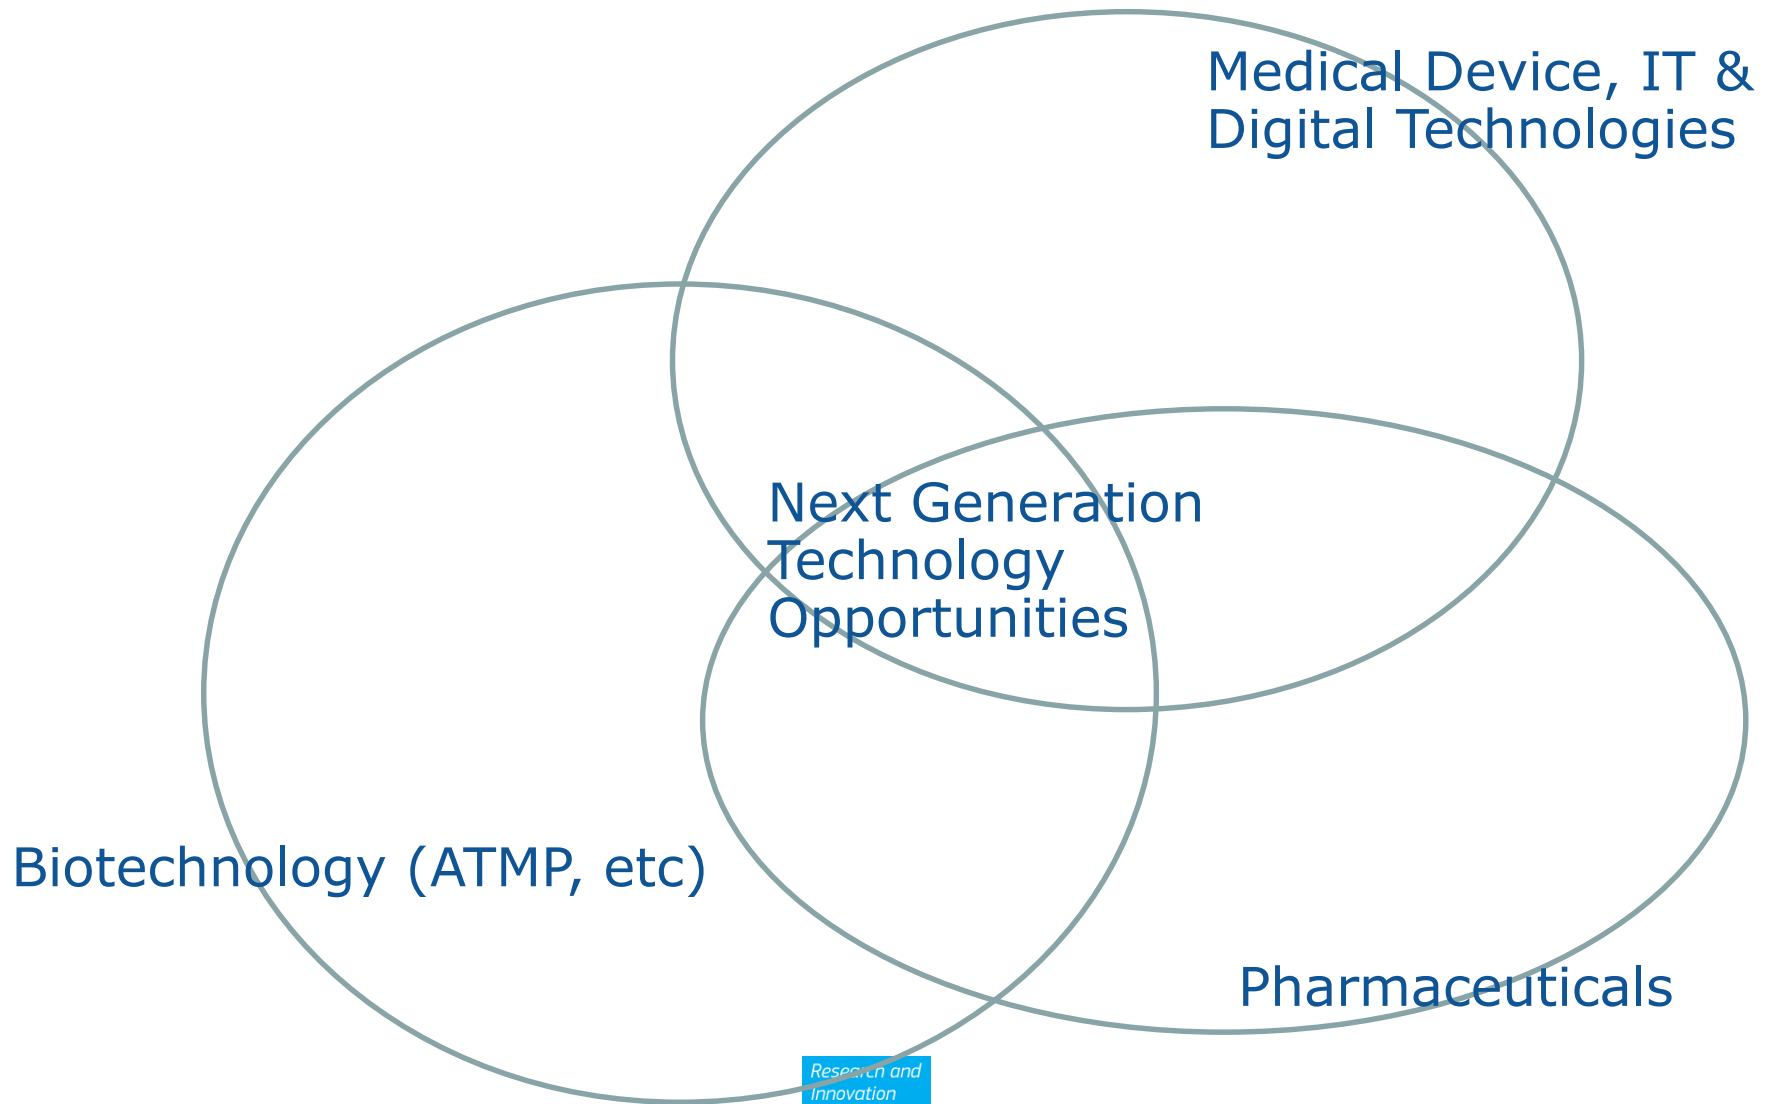 Medical Device, IT &
Digital Technologies
Next Generation
Technology
Opportunities
Biotechnology (ATMP, etc)
Pharmaceuticals
Research and
Innovation